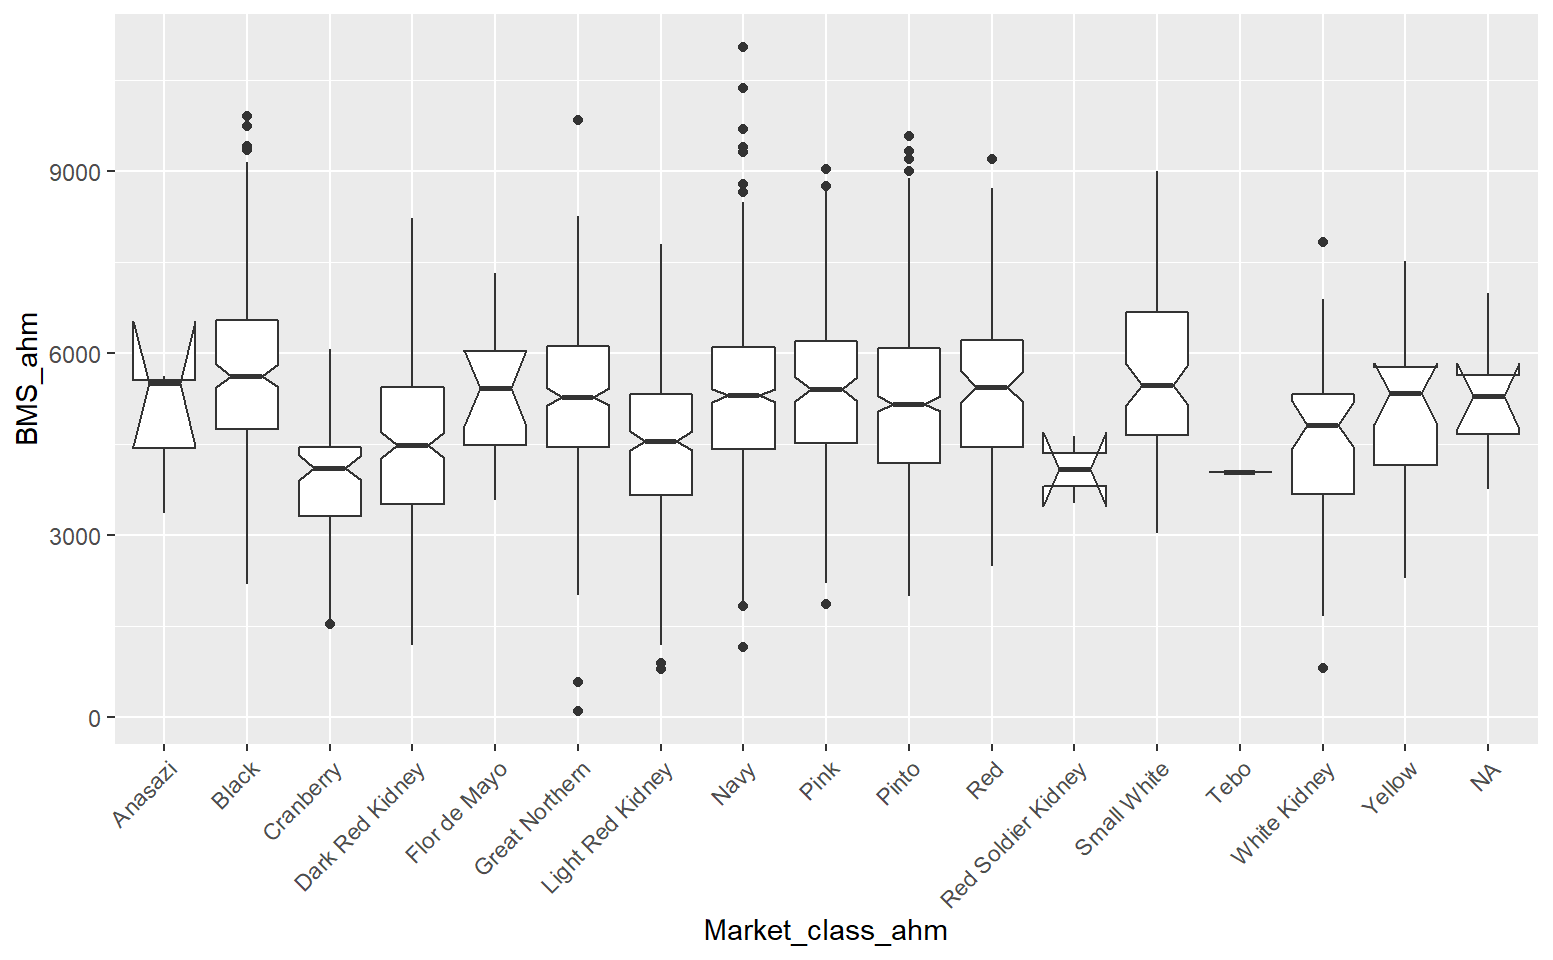 BMS_ahm
9000
6000
3000
0
Anasazi
Black
Cranberry
Dark Red Kidney
Flor de Mayo
Great Northern
Light Red Kidney
Navy
Pink
Pinto
Red
Red Soldier Kidney
Small White
Tebo
White Kidney
Yellow
NA
Market_class_ahm